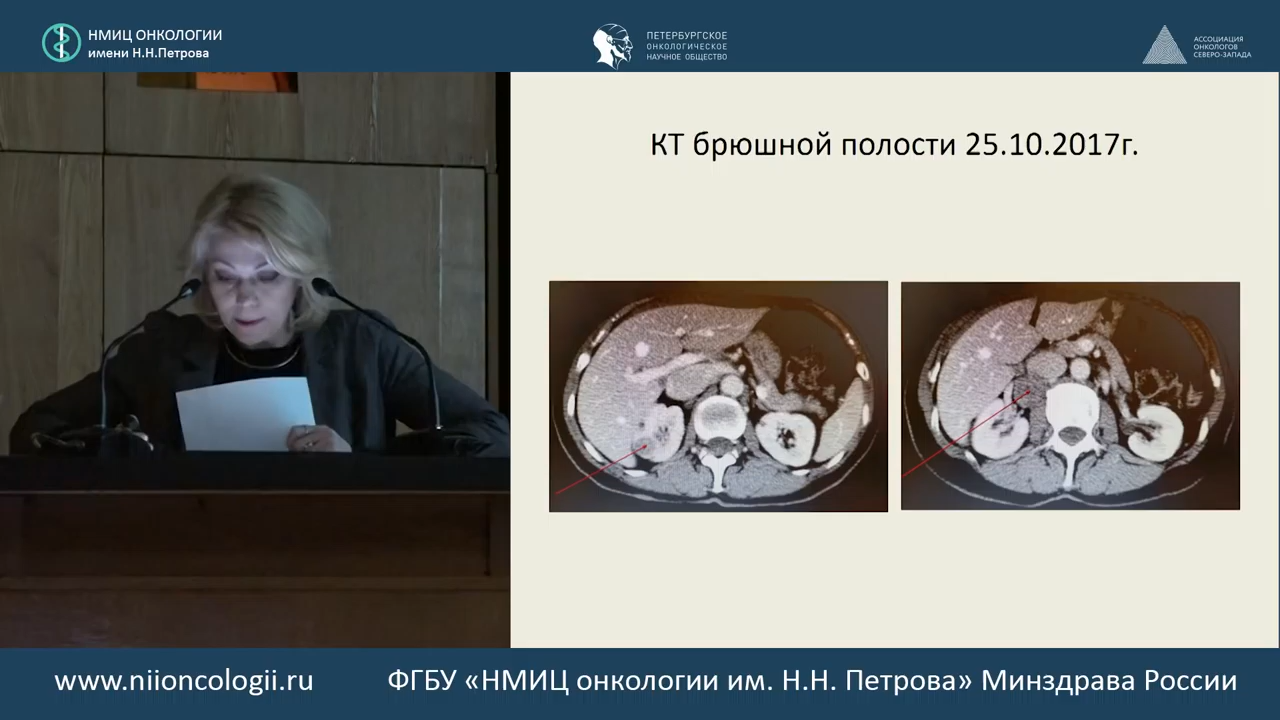 НМИЦ ОНКОЛОГИИ
имени Н.Н.Петрова
ПЕТЕРБУРГСКОЕ
ОНКОЛОГИЧЕСКОЕ
НАУЧНОЕ ОБЩЕСТВО
АССОЦИАЦИЯ
ОНКОЛОГОВ
СЕВЕРО-ЗАПАДА
КТ брюшной полости 25.10.2017г.
www.niioncologii.ru
ФГБУ «НМИЦ онкологии им. Н.Н. Петрова» Минздрава России